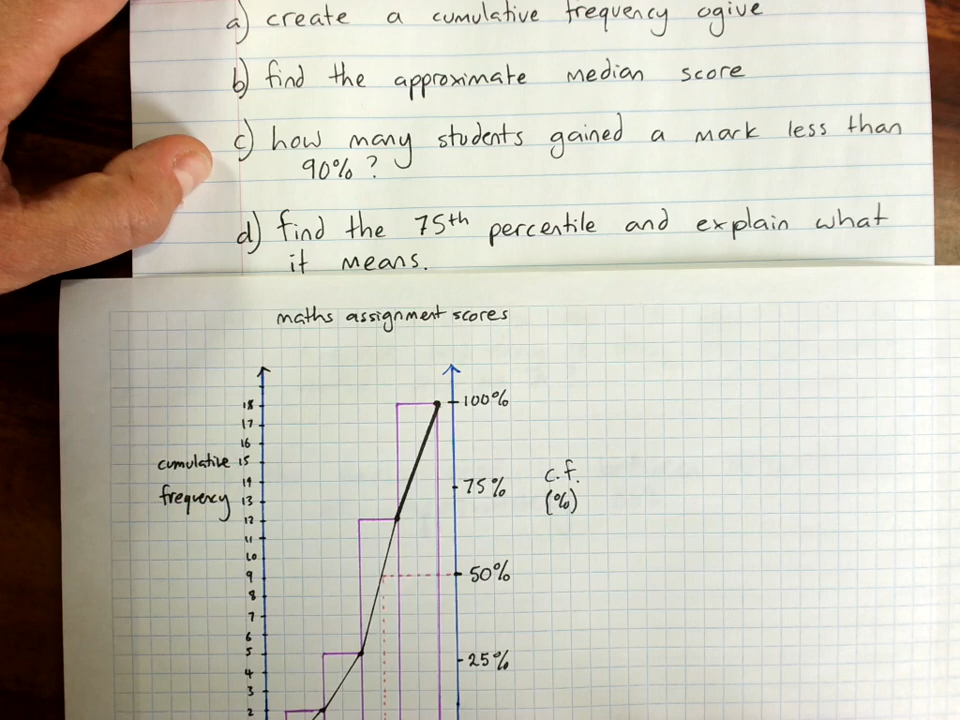 a) create a cumulative frequency ogive
b) find the approximate median score
c) how many students gained a mark less than
90% ?
d) find the 75th percentile and explain what
it means.
maths assignment scores
18
100%
17
16
cumulative 15
c.f.
14
75%
frequency 13
(%)
12
11
10
9
50%
8
7
6
5
25%
4
3
2